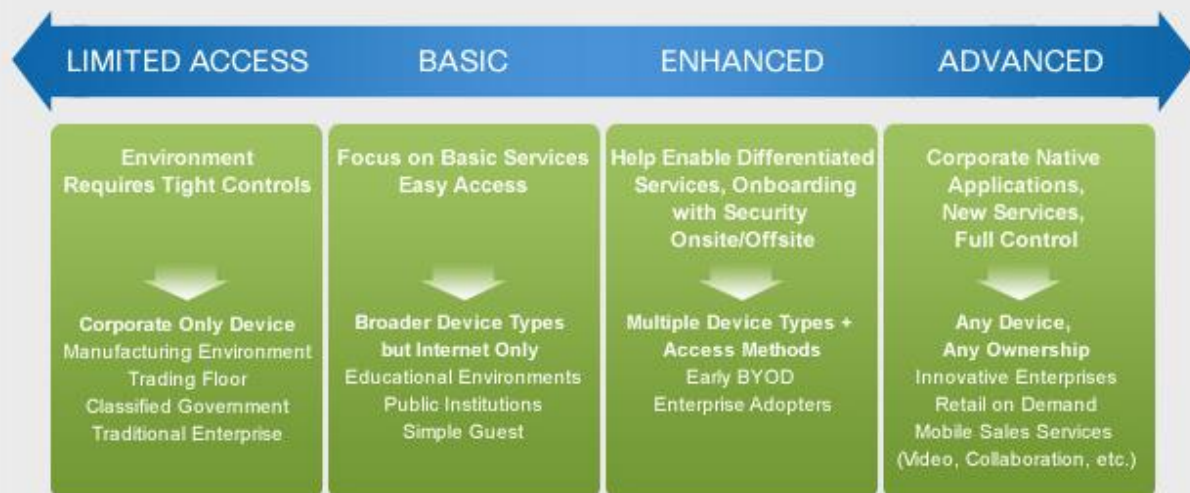 LIMITED ACCESS
BASIC
ENHANCED
ADVANCED
Environment
Requires Tight Controls
Corporate Only Device
Manufacturing Environment
Trading Floor
Classified Government
Traditional Enterprise
Focus on Basic Services
Easy Access
Broader Device Types
but Internet Only
Educational Environments
Public Institutions
Simple Guest
Help Enable Differentiated
Services, Onboarding
with Security
Onsite/Offsite
Multiple Device Types +
Access Methods
Early BYOD
Enterprise Adopters
Corporate Native
Applications,
New Services,
Full Control
Any Device,
Any Ownership
Innovative Enterprises
Retail on Demand
Mobile Sales Services
(Video, Collaboration, etc.)